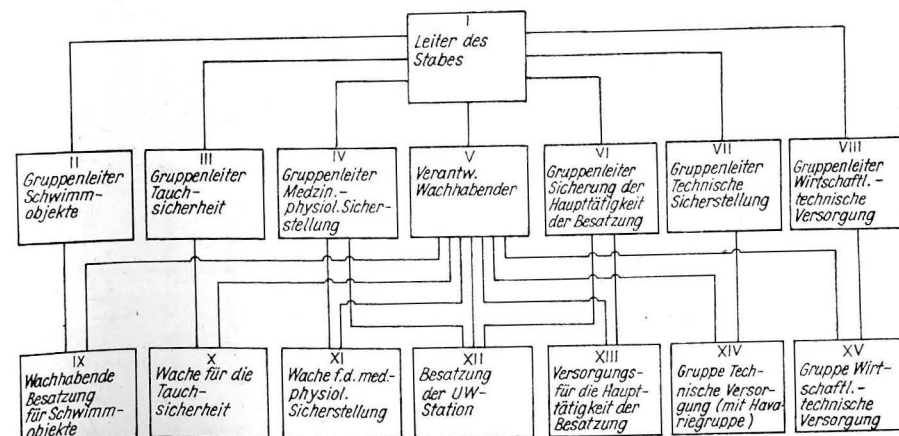 I
Leiter des
Stabes
II
Gruppenleiter
Schwimm-
objekte
III
Gruppenleiter
Tauch-
sicherheit
IV
Gruppenleiter
Medzin.-
physiol. Sicher-
stellung
V
Verantw.
Wachhabender
VI
Gruppenleiter
Sicherung der
Haupttätigkeit
der Besatzung
VII
Gruppenleiter
Technische
Sicherstellung
VIII
Gruppenleiter
Wirtschaftl.-
technische
Versorgung
IX
Wachhabende
Besatzung
für Schwimm-
objekte
X
Wache für die
Tauch-
sicherheit
XI
Wache f.d. med.-
physiol.
Sicherstellung
XII
Besatzung
der UW-
Station
XIII
Versorgungs-
für die Haupt-
tätigkeit der
Besatzung
XIV
Gruppe Tech-
nische Versor-
gung (mit Hava-
riegruppe)
XV
Gruppe Wirt-
schaftl.-
technische
Versorgung